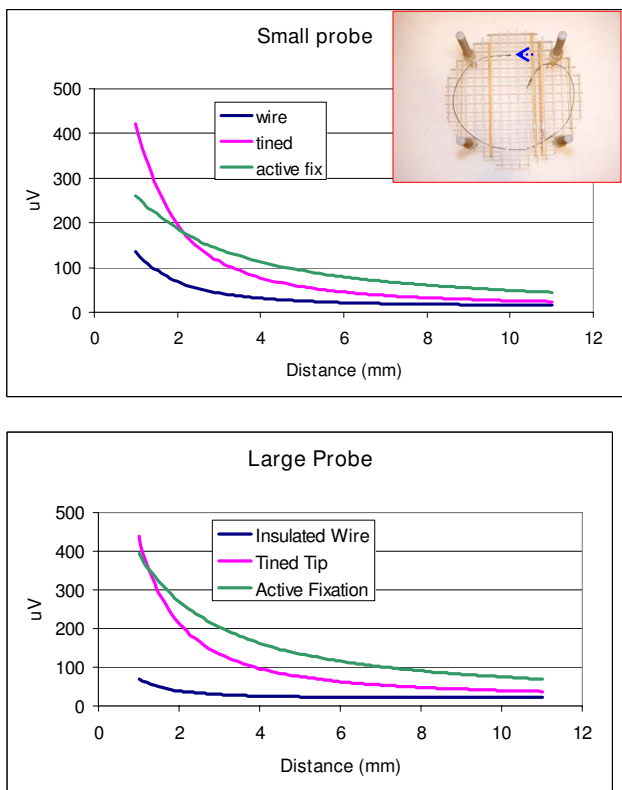 Small probe
500
400
300
200
100
0
uV
wire
tined
active fix
0 2 4 6 8 10 12
Distance (mm)
Large Probe
500
400
300
200
100
0
uV
Insulated Wire
Tined Tip
Active Fixation
0 2 4 6 8 10 12
Distance (mm)